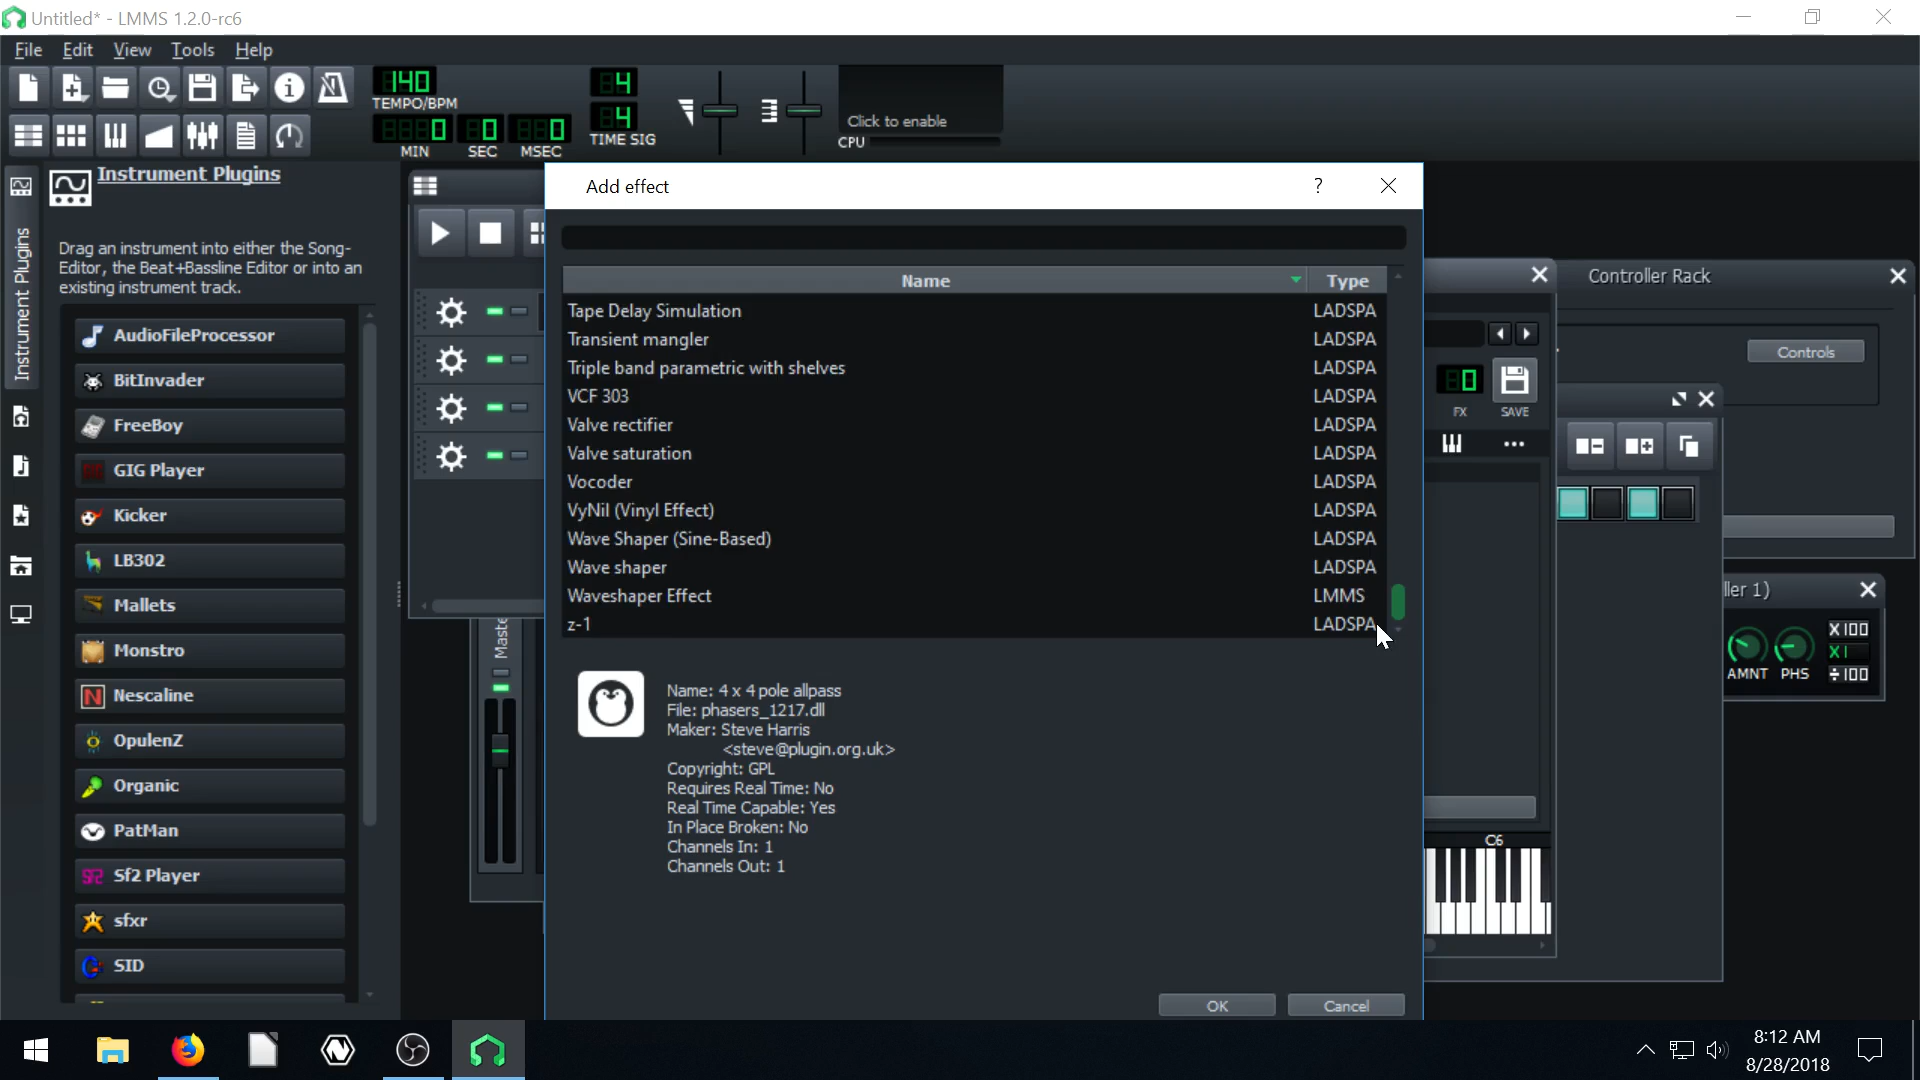 Untitled* - LMMS 1.2.0-rc6
File Edit View Tools Help
140
TEMPO/BPM
0 0 0
MIN SEC MSEC
4
4
TIME SIG
Click to enable
CPU
Instrument Plugins
Instrument Plugins
Drag an instrument into either the Song-
Editor, the Beat+Bassline Editor or into an
existing instrument track.
AudioFileProcessor
BitInvader
FreeBoy
GIG Player
Kicker
LB302
Mallets
Monstro
Nescaline
OpulenZ
Organic
PatMan
Sf2 Player
sfxr
SID
Maste
Add effect
?
Name Type
Tape Delay Simulation LADSPA
Transient mangler LADSPA
Triple band parametric with shelves LADSPA
VCF 303 LADSPA
Valve rectifier LADSPA
Valve saturation LADSPA
Vocoder LADSPA
VyNil (Vinyl Effect) LADSPA
Wave Shaper (Sine-Based) LADSPA
Wave shaper LADSPA
Waveshaper Effect LMMS
z-1 LADSPA
Name: 4 x 4 pole allpass
File: phasers_1217.dll
Maker: Steve Harris
<steve@plugin.org.uk>
Copyright: GPL
Requires Real Time: No
Real Time Capable: Yes
In Place Broken: No
Channels In: 1
Channels Out: 1
OK Cancel
Controller Rack
Controls
0
FX SAVE
ller 1)
AMNT PHS
X100
X1
÷100
C6
8:12 AM
8/28/2018